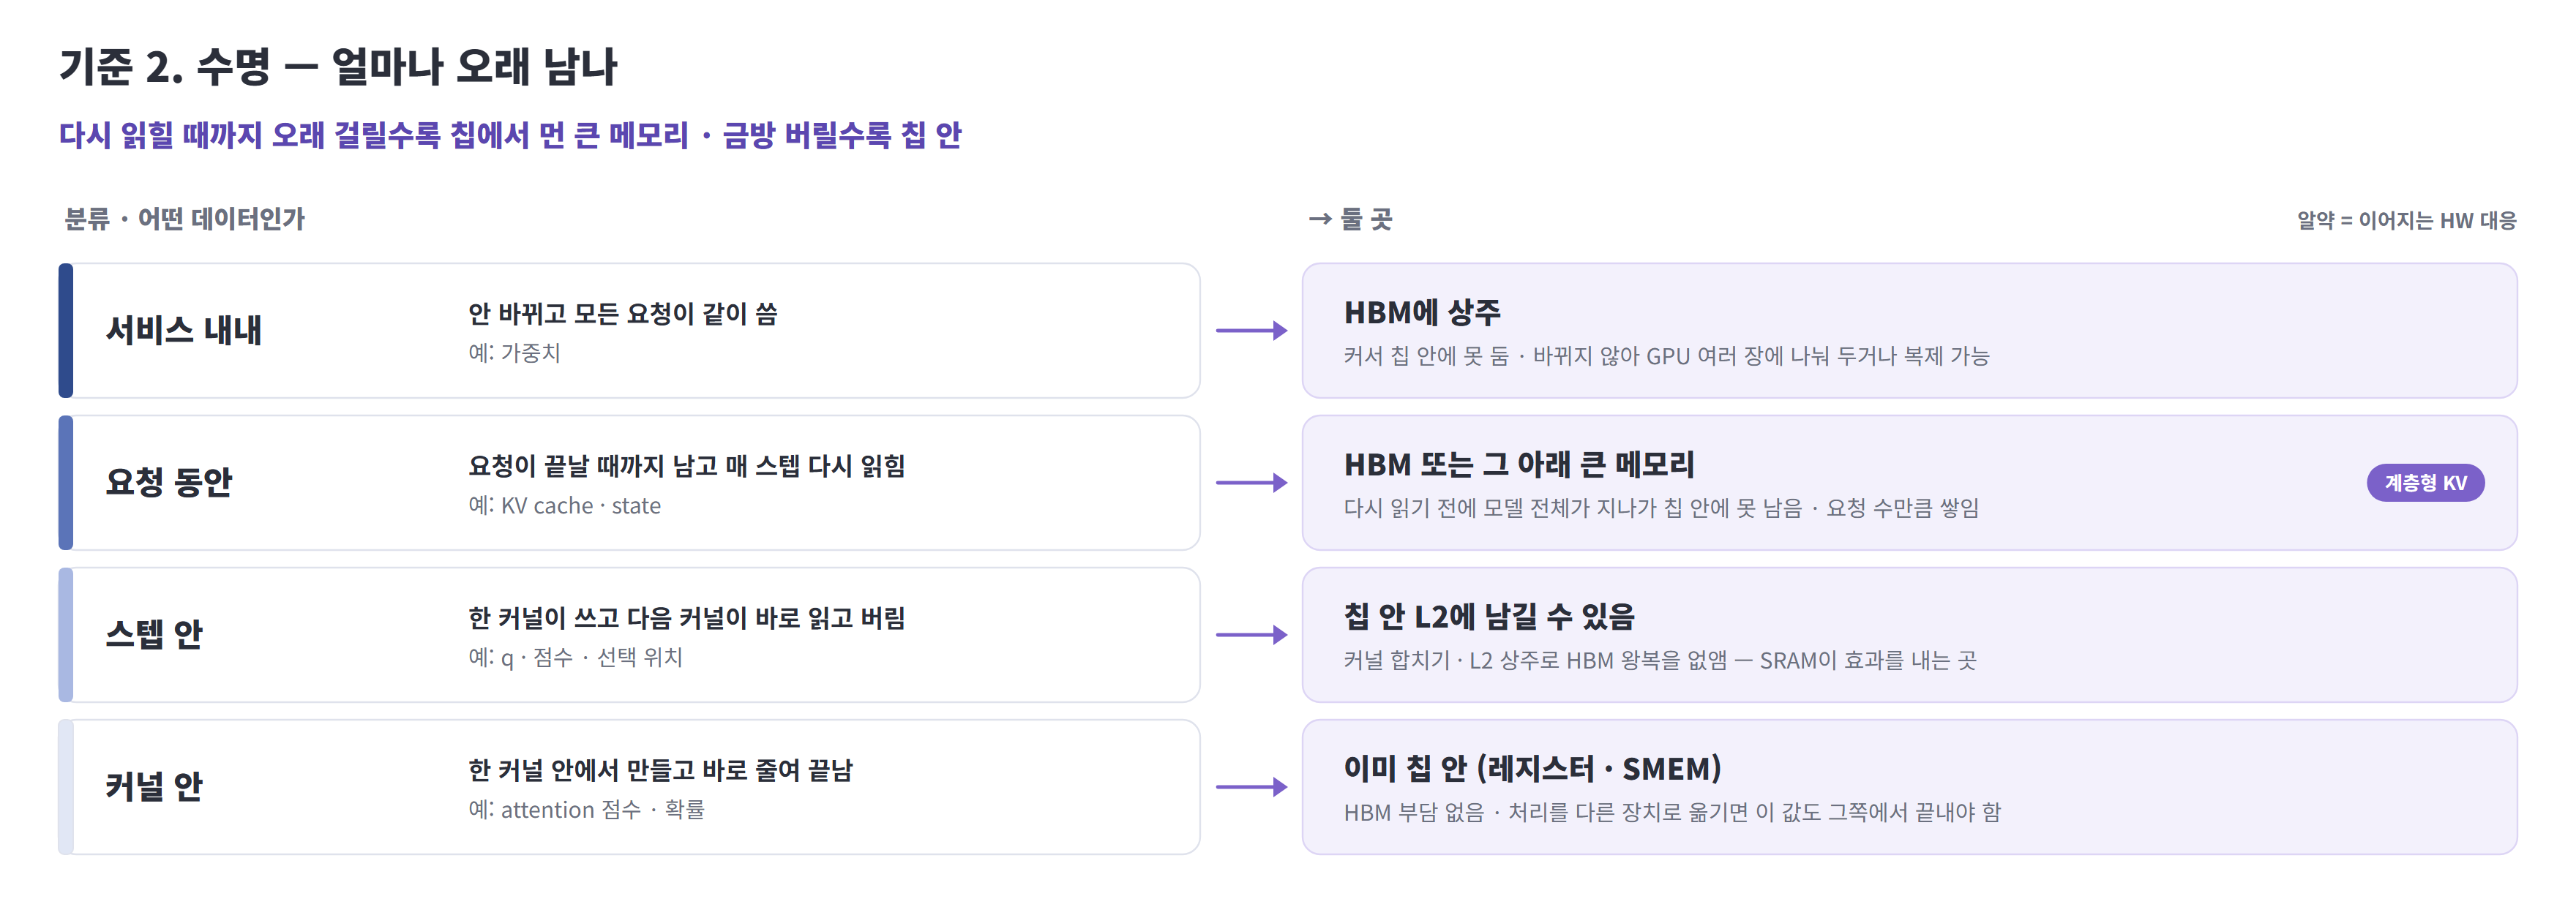 기준 2. 수명 — 얼마나 오래 남나
다시 읽힐 때까지 오래 걸릴수록 칩에서 먼 큰 메모리 · 금방 버릴수록 칩 안
분류 · 어떤 데이터인가
→ 둘 곳
알약 = 이어지는 HW 대응
서비스 내내
안 바뀌고 모든 요청이 같이 씀
예: 가중치
HBM에 상주
커서 칩 안에 못 둠 · 바뀌지 않아 GPU 여러 장에 나눠 두거나 복제 가능
요청 동안
요청이 끝날 때까지 남고 매 스텝 다시 읽힘
예: KV cache · state
HBM 또는 그 아래 큰 메모리
다시 읽기 전에 모델 전체가 지나가 칩 안에 못 남음 · 요청 수만큼 쌓임
계층형 KV
스텝 안
한 커널이 쓰고 다음 커널이 바로 읽고 버림
예: q · 점수 · 선택 위치
칩 안 L2에 남길 수 있음
커널 합치기 · L2 상주로 HBM 왕복을 없앰 — SRAM이 효과를 내는 곳
커널 안
한 커널 안에서 만들고 바로 줄여 끝남
예: attention 점수 · 확률
이미 칩 안 (레지스터 · SMEM)
HBM 부담 없음 · 처리를 다른 장치로 옮기면 이 값도 그쪽에서 끝내야 함